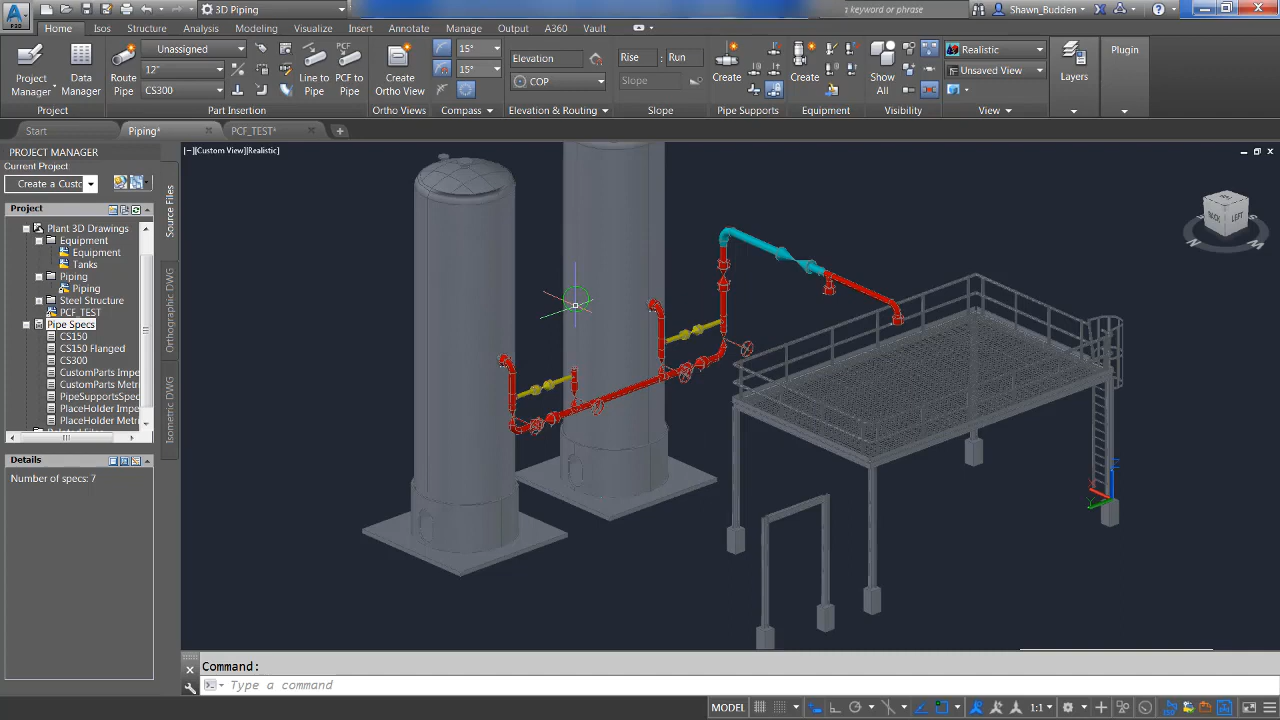 3D Piping
keyword or phrase
Shawn_Budden
Home Isos Structure Analysis Modeling Visualize Insert Annotate Manage Output A360 Vault
Project Manager
Data Manager
Project
Route Pipe
Unassigned
12"
CS300
Line to Pipe
PCF to Pipe
Part Insertion
Create Ortho View
Ortho Views
15°
15°
Compass
Elevation
COP
Elevation & Routing
Rise : Run
Slope
Slope
Create
Pipe Supports
Create
Equipment
Show All
Visibility
Realistic
Unsaved View
View
Layers
Plugin
Start Piping* PCF_TEST*
PROJECT MANAGER
Current Project
Create a Custo
Project
Plant 3D Drawings
Equipment
Equipment
Tanks
Piping
Piping
Steel Structure
PCF_TEST
Pipe Specs
CS150
CS150 Flanged
CS300
CustomParts Impe
CustomParts Metr
PipeSupportsSpec
PlaceHolder Impe
PlaceHolder Metr
Details
Number of specs: 7
Source Files
Orthographic DWG
Isometric DWG
[−][Custom View][Realistic]
BACK LEFT
N W
Command:
Type a command
MODEL
1:1